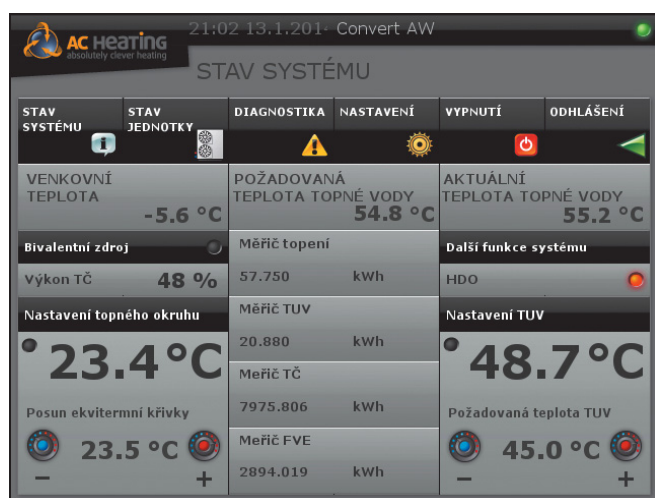 AC Heating
absolutely clever heating
21:02 13.1.201- Convert AW
STAV SYSTÉMU
STAV SYSTÉMU
STAV JEDNOTKY
DIAGNOSTIKA
NASTAVENÍ
VYPNUTÍ
ODHLÁŠENÍ
VENKOVNÍ
TEPLOTA
-5.6 °C
POŽADOVANÁ
TEPLOTA TOPNÉ VODY
54.8 °C
AKTUÁLNÍ
TEPLOTA TOPNÉ VODY
55.2 °C
Bivalentní zdroj
Výkon TČ 48 %
Nastavení topného okruhu
23.4°C
Posun ekvitermní křivky
23.5 °C
− +
Měřič topení
57.750 kWh
Měřič TUV
20.880 kWh
Meřič TČ
7975.806 kWh
Meřič FVE
2894.019 kWh
Další funkce systému
HDO
Nastavení TUV
48.7°C
Požadovaná teplota TUV
45.0 °C
− +